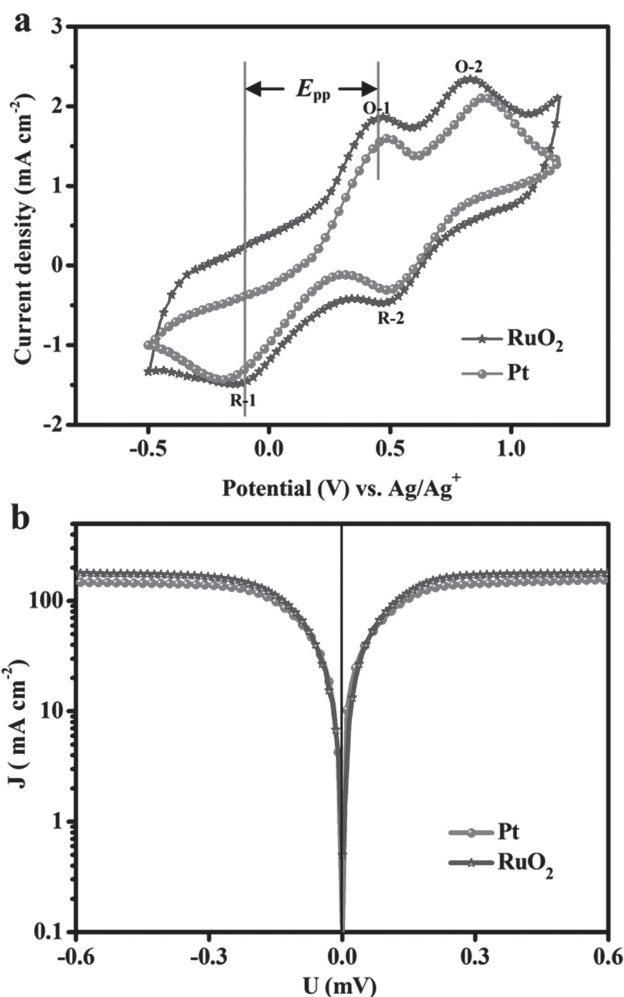 a
3
2
1
0
-1
-2
Current density (mA cm⁻²)
E_pp
O-1
O-2
R-1
R-2
RuO₂
Pt
-0.5 0.0 0.5 1.0
Potential (V) vs. Ag/Ag⁺
b
100
10
1
0.1
J ( mA cm⁻²)
Pt
RuO₂
-0.6 -0.3 0.0 0.3 0.6
U (mV)